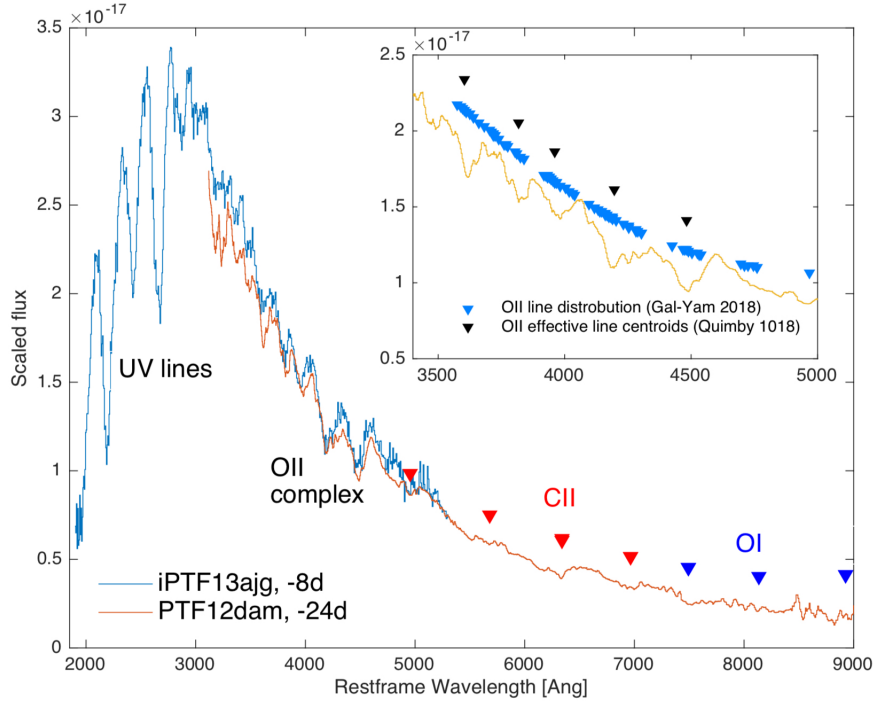 ×10⁻¹⁷
3.5
3
2.5
2
1.5
1
0.5
0
Scaled flux
2000
3000
4000
5000
6000
7000
8000
9000
Restframe Wavelength [Ang]
UV lines
OII
complex
CII
OI
iPTF13ajg, -8d
PTF12dam, -24d
×10⁻¹⁷
2.5
2
1.5
1
0.5
3500
4000
4500
5000
OII line distrobution (Gal-Yam 2018)
OII effective line centroids (Quimby 1018)